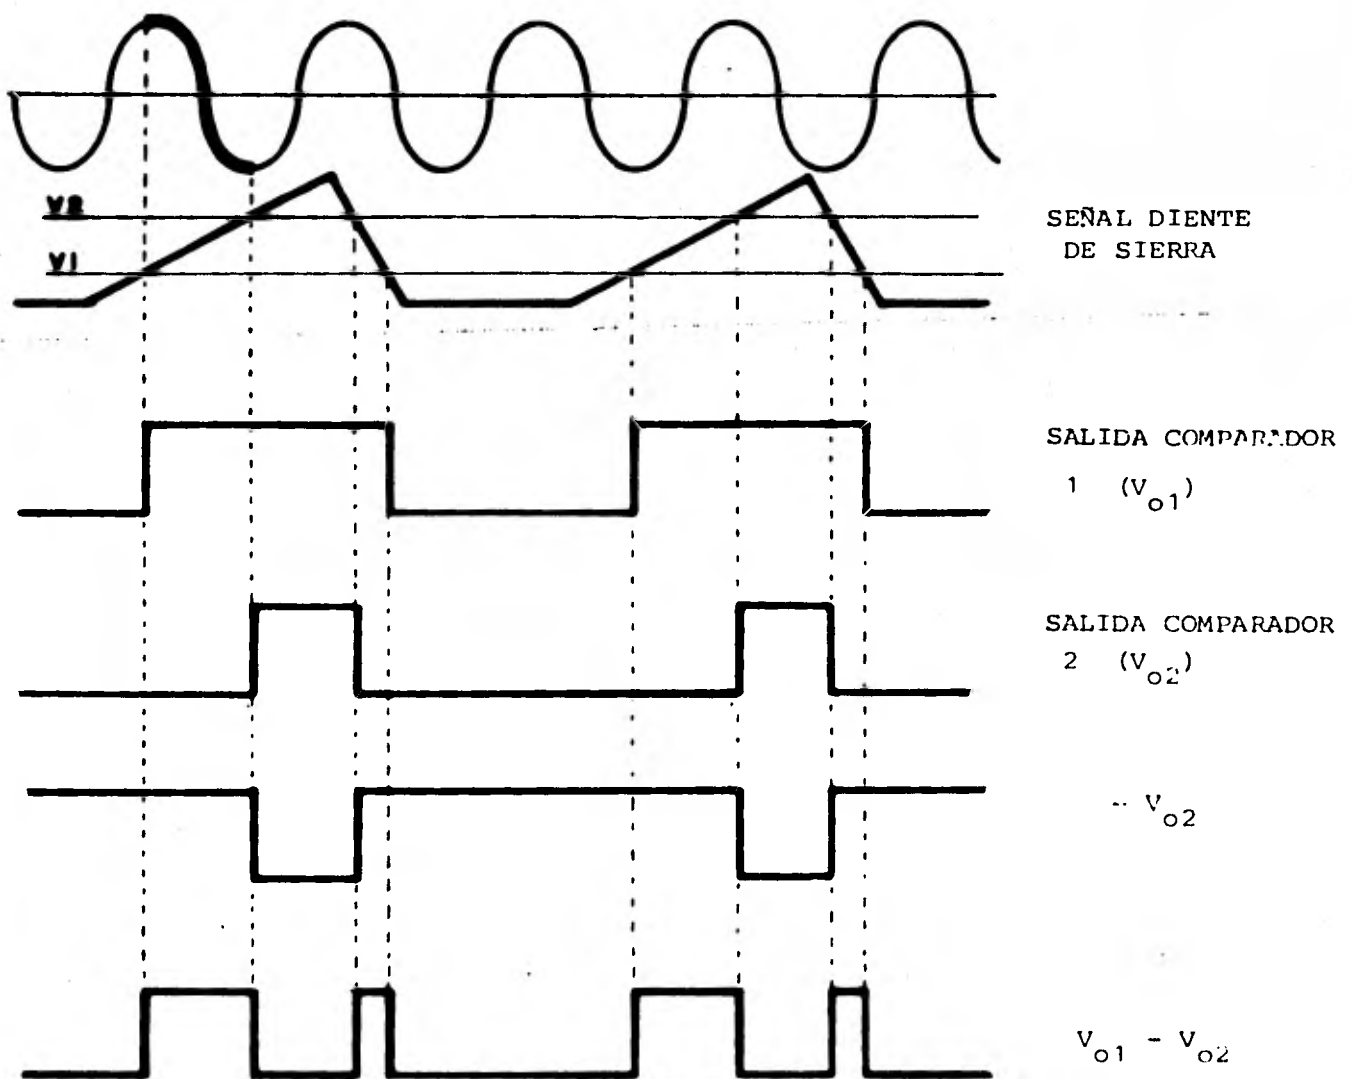 V2
V1
SEÑAL DIENTE
DE SIERRA
SALIDA COMPARADOR
1 (Vo1)
SALIDA COMPARADOR
2 (Vo2)
- Vo2
Vo1 - Vo2